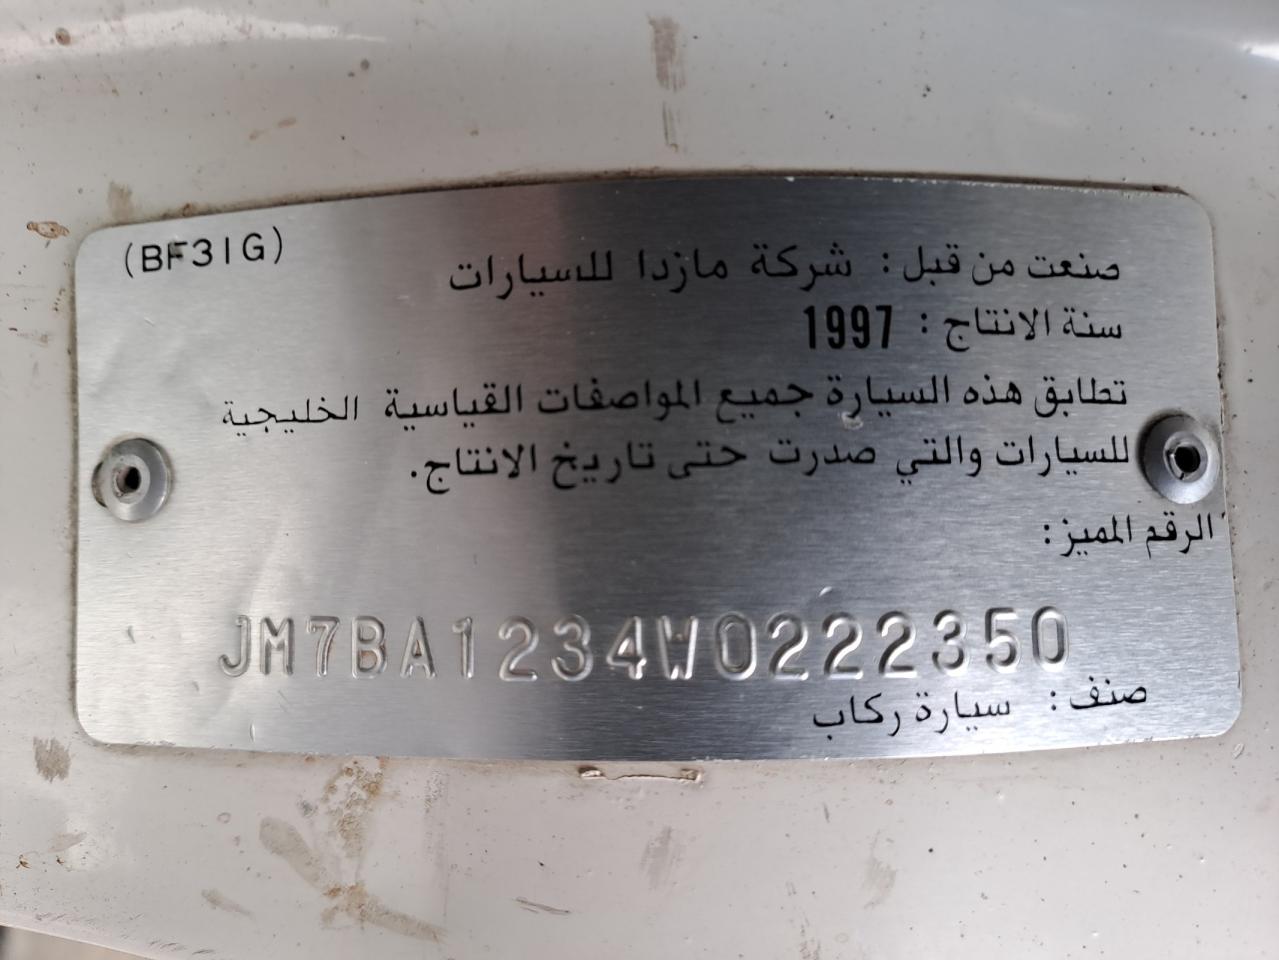 (BF31G)
صنعت من قبل : شركة مازدا للسيارات
سنة الانتاج : 1997
تطابق هذه السيارة جميع المواصفات القياسية الخليجية
للسيارات والتي صدرت حتى تاريخ الانتاج.
الرقم المميز:
JM7BA1234W0222350
صنف: سيارة ركاب